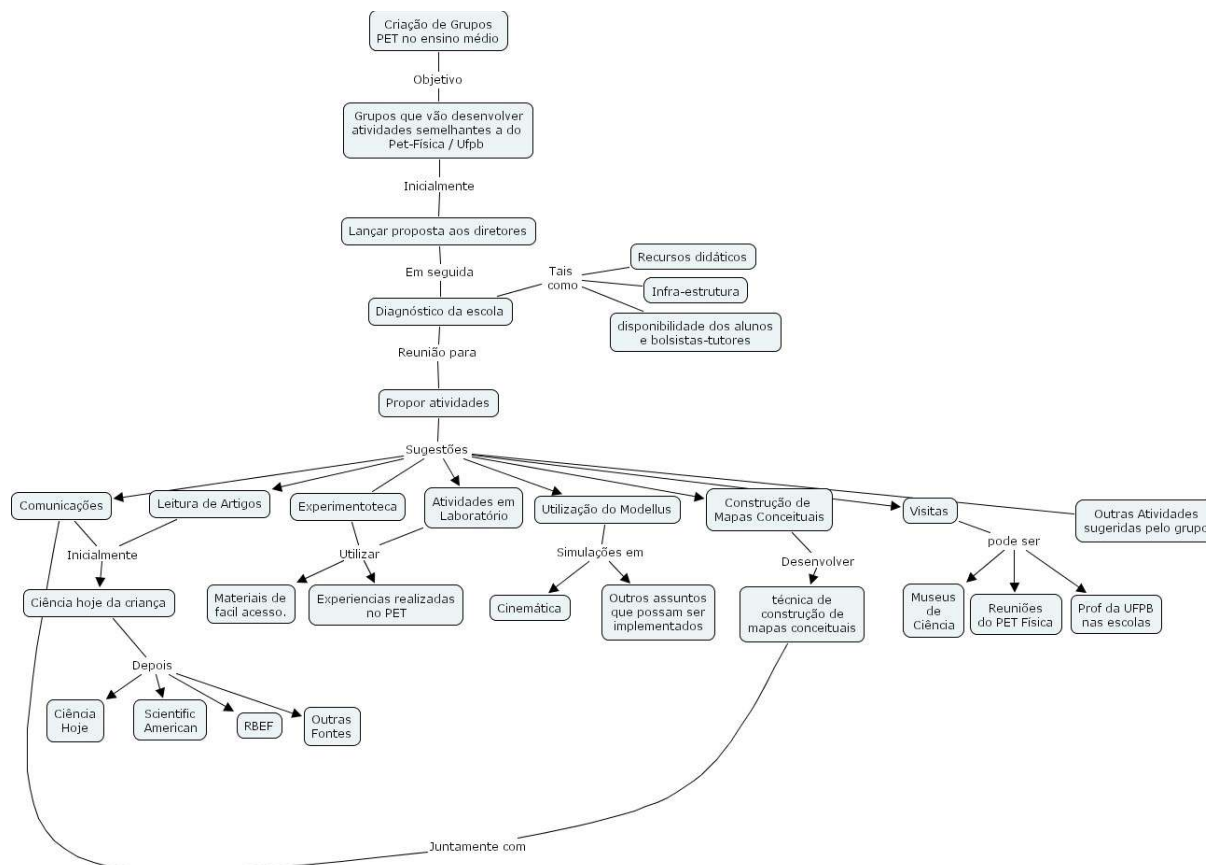 Criação de Grupos
PET no ensino médio
Objetivo
Grupos que vão desenvolver
atividades semelhantes a do
Pet-Física / Ufpb
Inicialmente
Lançar proposta aos diretores
Em seguida
Tais
como
Recursos didáticos
Infra-estrutura
disponibilidade dos alunos
e bolsistas-tutores
Diagnóstico da escola
Reunião para
Propor atividades
Sugestões
Comunicações
Leitura de Artigos
Experimentoteca
Atividades em
Laboratório
Utilização do Modellus
Construção de
Mapas Conceituais
Visitas
Outras Atividades
sugeridas pelo grupo
Inicialmente
Utilizar
Simulações em
Desenvolver
pode ser
Ciência hoje da criança
Materiais de
facil acesso.
Experiencias realizadas
no PET
Cinemática
Outros assuntos
que possam ser
implementados
técnica de
construção de
mapas conceituais
Museus
de
Ciência
Reuniões
do PET Física
Prof da UFPB
nas escolas
Depois
Ciência
Hoje
Scientific
American
RBEF
Outras
Fontes
Juntamente com